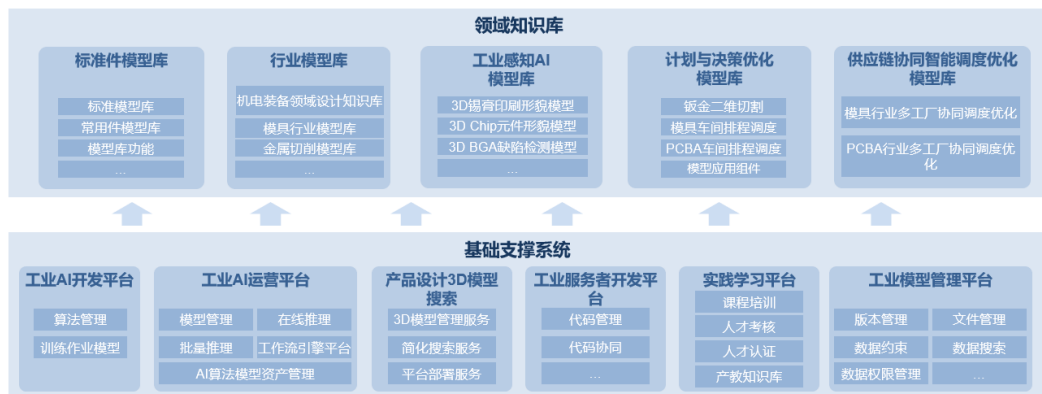 领域知识库
标准件模型库
标准模型库
常用件模型库
模型库功能
...
行业模型库
机电装备领域设计知识库
模具行业模型库
金属切削模型库
...
工业感知AI
模型库
3D锡膏印刷形貌模型
3D Chip元件形貌模型
3D BGA缺陷检测模型
...
计划与决策优化
模型库
钣金二维切割
模具车间排程调度
PCBA车间排程调度
模型应用组件
供应链协同智能调度优化
模型库
模具行业多工厂协同调度优化
PCBA行业多工厂协同调度优
化
基础支撑系统
工业AI开发平台
算法管理
训练作业模型
工业AI运营平台
模型管理
在线推理
批量推理
工作流引擎平台
AI算法模型资产管理
产品设计3D模型
搜索
3D模型管理服务
简化搜索服务
平台部署服务
工业服务者开发平
台
代码管理
代码协同
...
实践学习平台
课程培训
人才考核
人才认证
产教知识库
工业模型管理平台
版本管理
文件管理
数据约束
数据搜索
数据权限管理
...